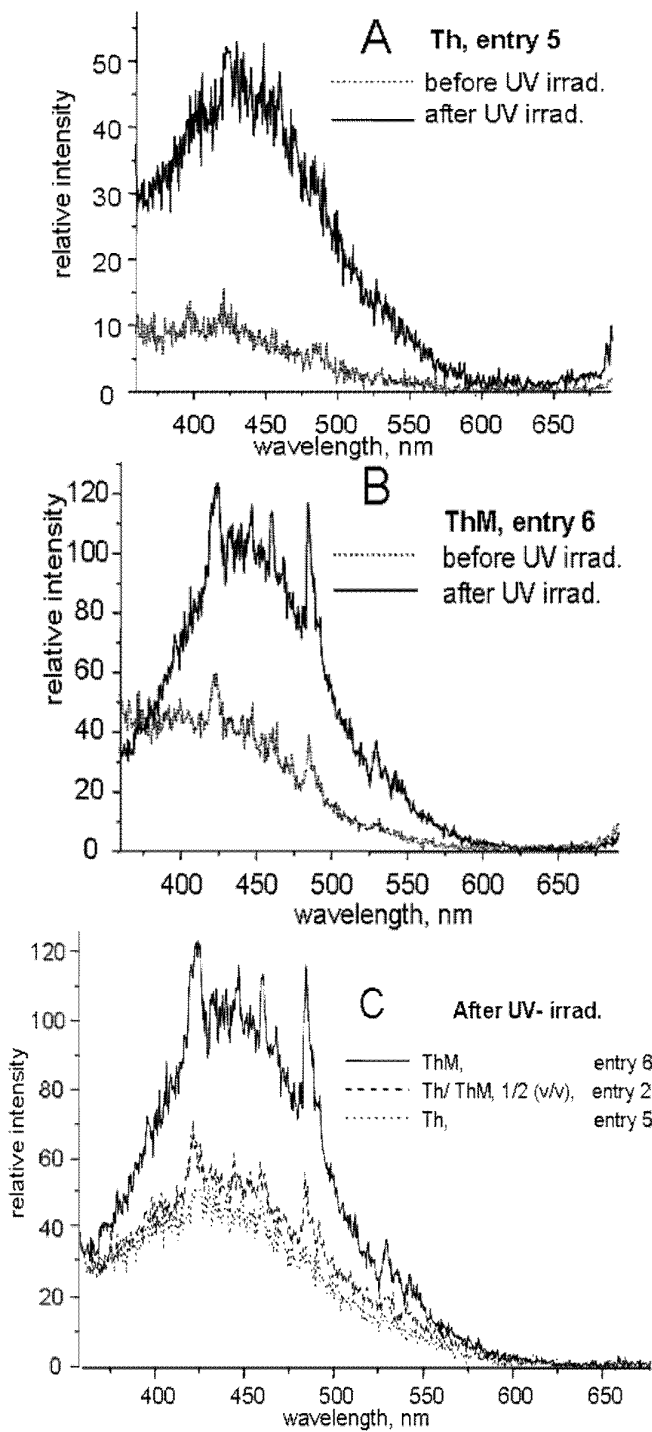 A Th, entry 5
before UV irrad.
after UV irrad.
relative intensity
50
40
30
20
10
0
400 450 500 550 600 650
wavelength, nm
B
ThM, entry 6
before UV irrad.
after UV irrad.
relative intensity
120
100
80
60
40
20
0
400 450 500 550 600 650
wavelength, nm
C After UV- irrad.
ThM, entry 6
Th/ ThM, 1/2 (v/v), entry 2
Th, entry 5
relative intensity
120
100
80
60
40
20
0
400 450 500 550 600 650
wavelength, nm